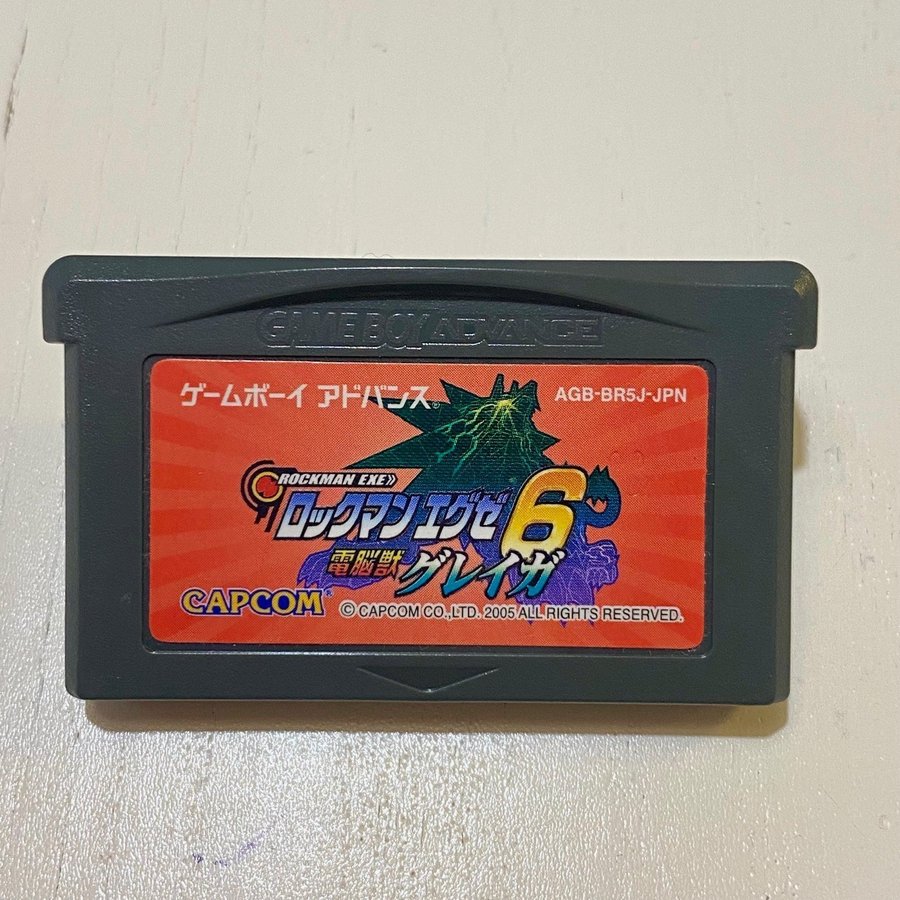 GAME BOY ADVANCE
ゲームボーイ アドバンス® AGB-BR5J-JPN
ROCKMAN EXE
ロックマン エグゼ 6
電脳獣 グレイガ
CAPCOM®
© CAPCOM CO.,LTD. 2005 ALL RIGHTS RESERVED.